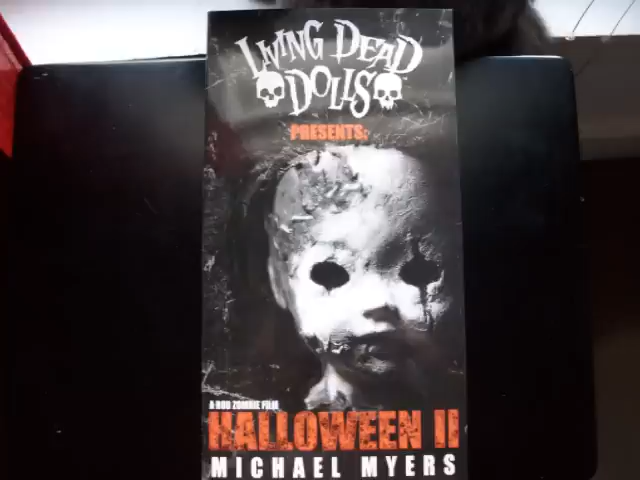 LIVING DEAD
DOLLS
PRESENTS:
A ROB ZOMBIE FILM
HALLOWEEN II
MICHAEL MYERS